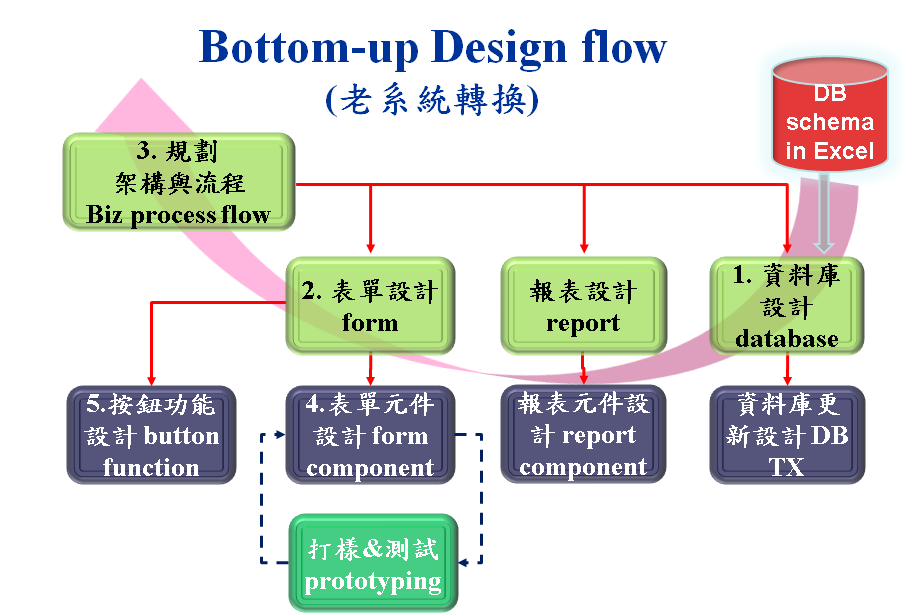 Bottom-up Design flow
(老系統轉換)
DB
schema
in Excel
3. 規劃
架構與流程
Biz process flow
2. 表單設計
form
報表設計
report
1. 資料庫
設計
database
5.按鈕功能
設計 button
function
4.表單元件
設計 form
component
報表元件設
計 report
component
資料庫更
新設計 DB
TX
打樣&測試
prototyping